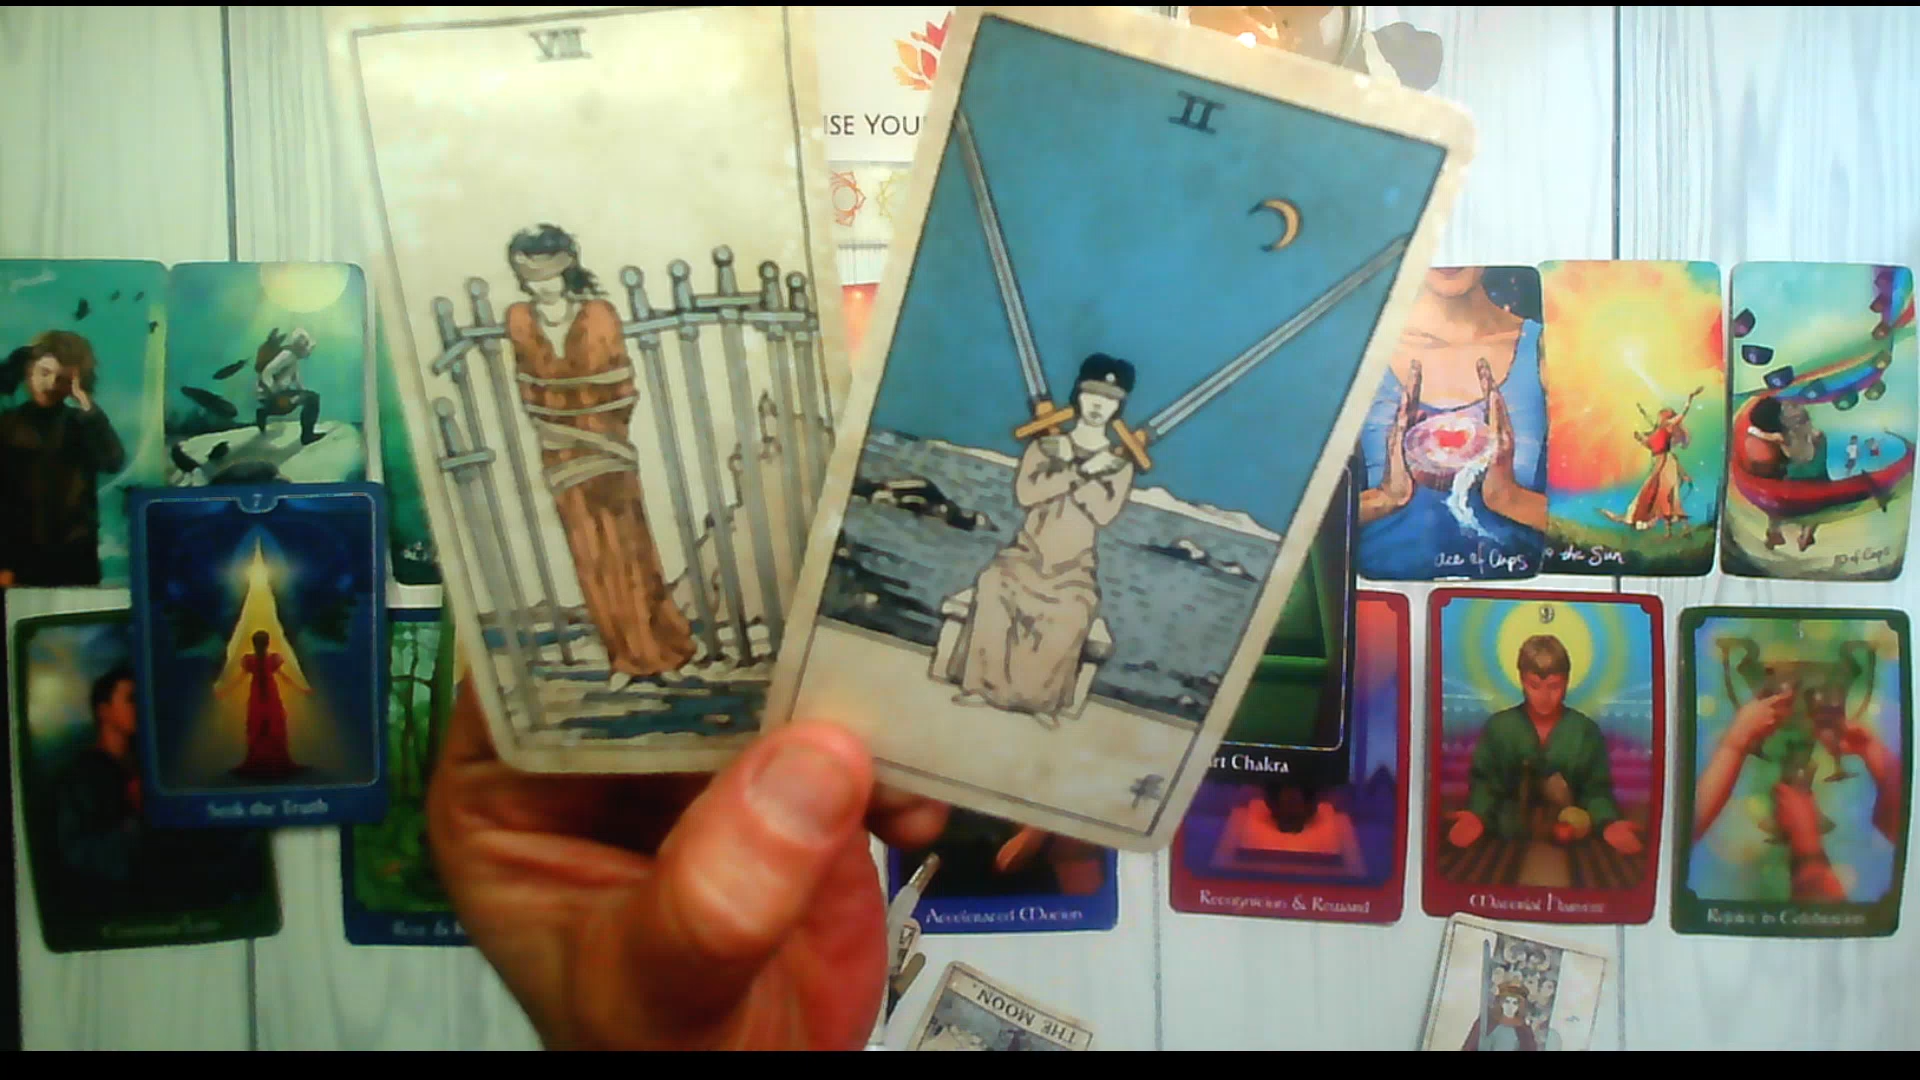 VIII
II
ISE YOU
7
Ace of Cups
the Sun
10 of Cups
9
Seek the Truth
rt Chakra
Accelerated Motion
Recognition & Reward
Material Harvest
Rejoice in Celebration
THE MOON.